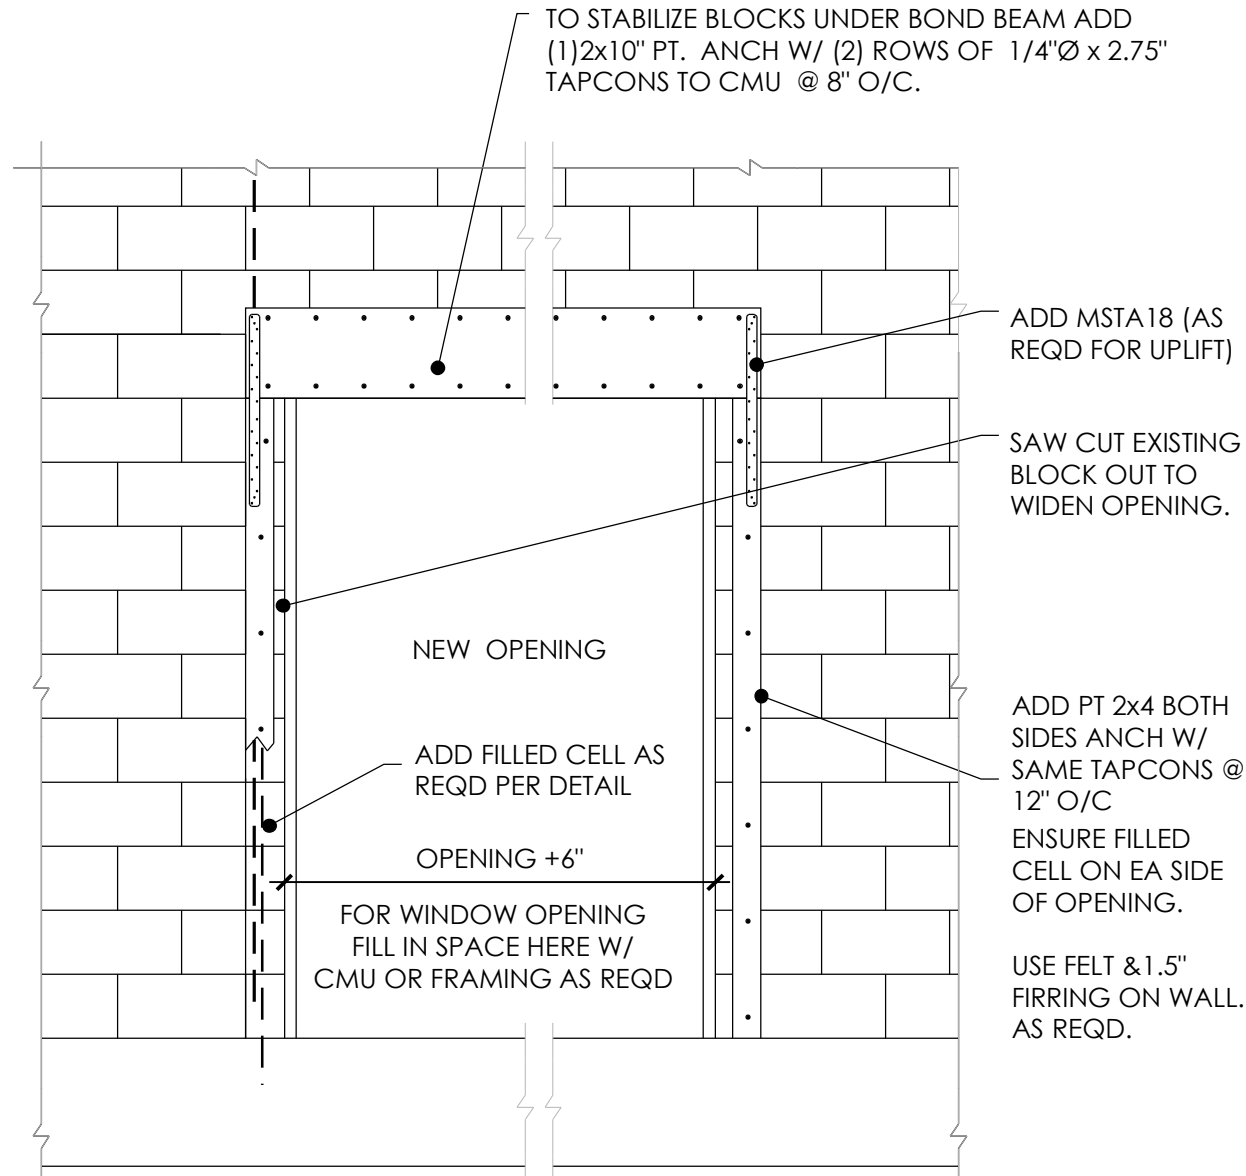 TO STABILIZE BLOCKS UNDER BOND BEAM ADD
(1)2x10" PT. ANCH W/ (2) ROWS OF 1/4"Ø x 2.75"
TAPCONS TO CMU @ 8" O/C.
ADD MSTA18 (AS
REQD FOR UPLIFT)
SAW CUT EXISTING
BLOCK OUT TO
WIDEN OPENING.
NEW OPENING
ADD PT 2x4 BOTH
SIDES ANCH W/
SAME TAPCONS @
12" O/C
ADD FILLED CELL AS
REQD PER DETAIL
ENSURE FILLED
CELL ON EA SIDE
OF OPENING.
OPENING +6"
FOR WINDOW OPENING
FILL IN SPACE HERE W/
CMU OR FRAMING AS REQD
USE FELT &1.5"
FIRRING ON WALL.
AS REQD.